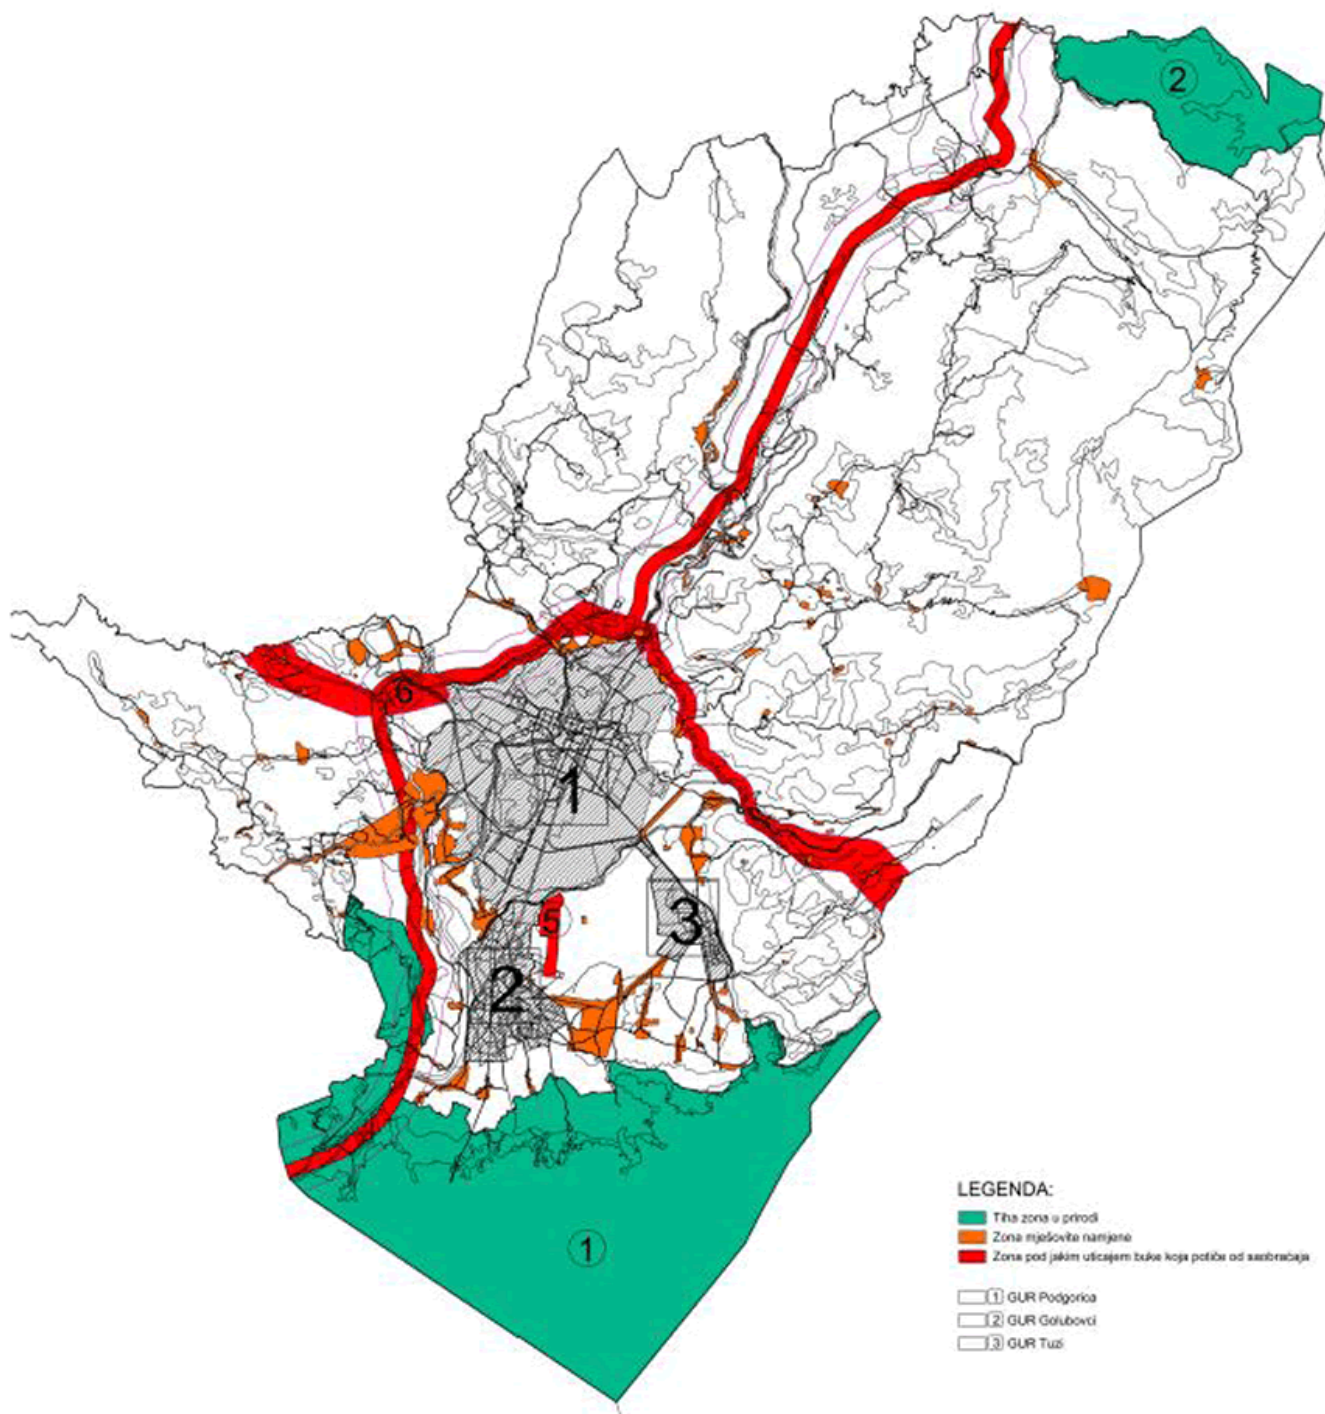 2
6
1
5
3
2
1
LEGENDA:
Tiha zona u prirodi
Zona mješovite namjene
Zona pod jakim uticajem buke koja potiče od saobraćaja
1 GUR Podgorica
2 GUR Golubovci
3 GUR Tuzi